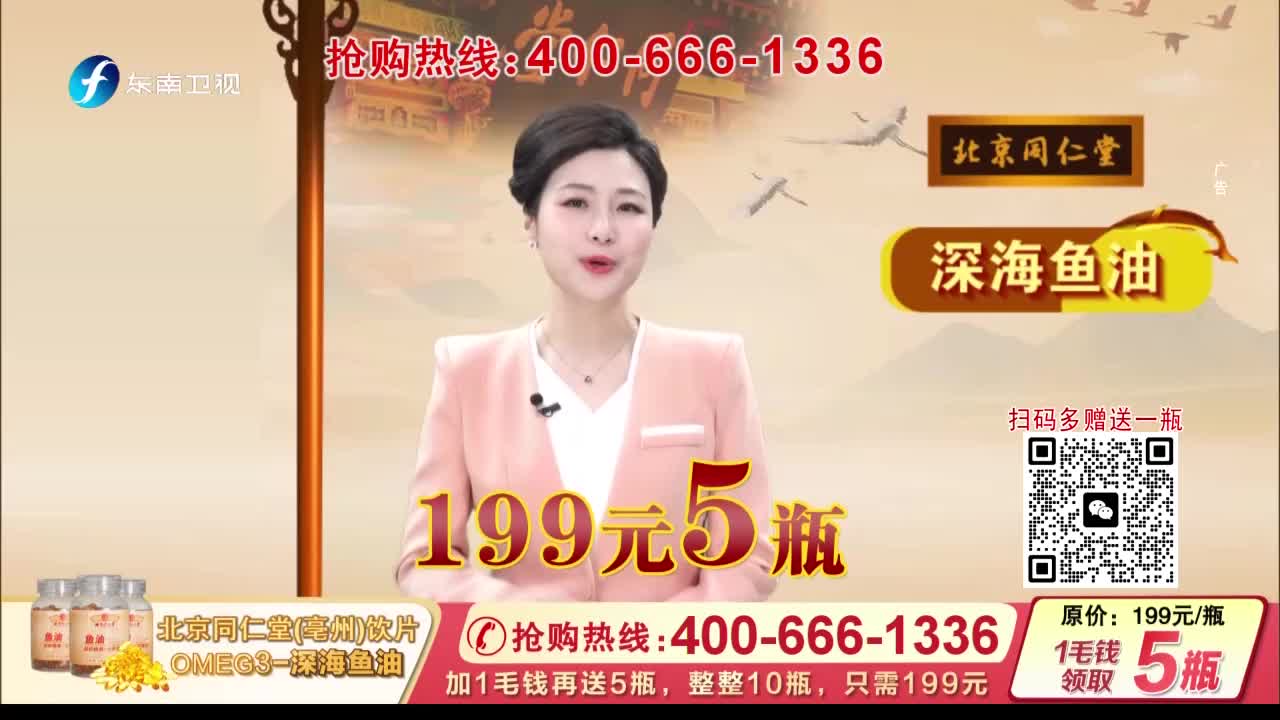 抢购热线:400-666-1336
东南卫视
北京同仁堂
广告
深海鱼油
扫码多赠送一瓶
199元5瓶
鱼油
鱼油
北京同仁堂(亳州)饮片
OMEG3-深海鱼油
抢购热线:400-666-1336
加1毛钱再送5瓶，整整10瓶，只需199元
原价：199元/瓶
1毛钱领取5瓶